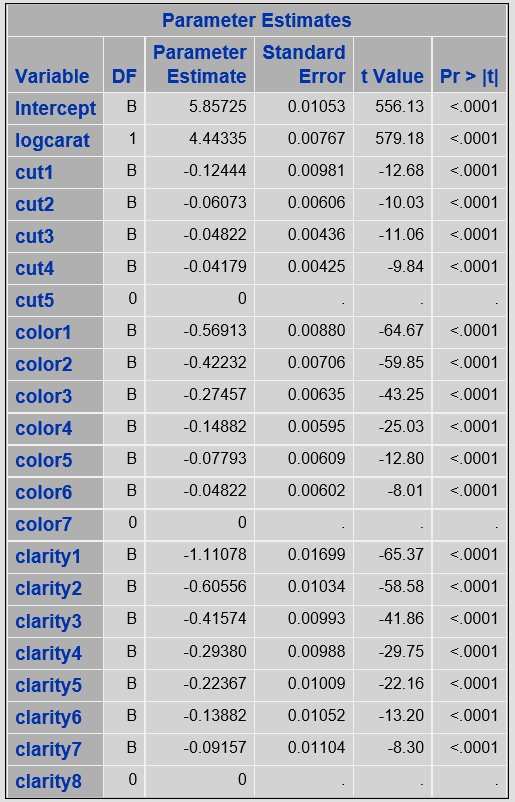 Parameter Estimates
Variable DF Parameter Estimate Standard Error t Value Pr > |t|
Intercept B 5.85725 0.01053 556.13 <.0001
logcarat 1 4.44335 0.00767 579.18 <.0001
cut1 B -0.12444 0.00981 -12.68 <.0001
cut2 B -0.06073 0.00606 -10.03 <.0001
cut3 B -0.04822 0.00436 -11.06 <.0001
cut4 B -0.04179 0.00425 -9.84 <.0001
cut5 0 0 . . .
color1 B -0.56913 0.00880 -64.67 <.0001
color2 B -0.42232 0.00706 -59.85 <.0001
color3 B -0.27457 0.00635 -43.25 <.0001
color4 B -0.14882 0.00595 -25.03 <.0001
color5 B -0.07793 0.00609 -12.80 <.0001
color6 B -0.04822 0.00602 -8.01 <.0001
color7 0 0 . . .
clarity1 B -1.11078 0.01699 -65.37 <.0001
clarity2 B -0.60556 0.01034 -58.58 <.0001
clarity3 B -0.41574 0.00993 -41.86 <.0001
clarity4 B -0.29380 0.00988 -29.75 <.0001
clarity5 B -0.22367 0.01009 -22.16 <.0001
clarity6 B -0.13882 0.01052 -13.20 <.0001
clarity7 B -0.09157 0.01104 -8.30 <.0001
clarity8 0 0 . . .